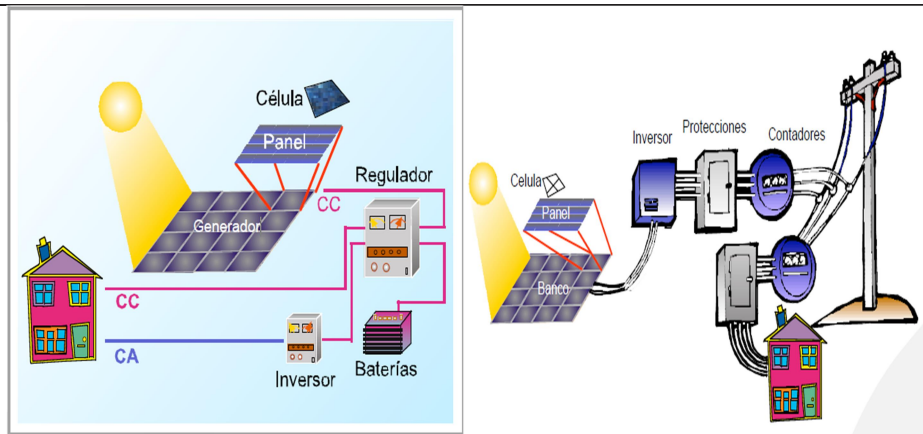 Célula
Panel
Regulador
CC
Generador
CC
CA
Inversor
Baterías
Inversor
Protecciones
Contadores
Celula
Panel
Banco